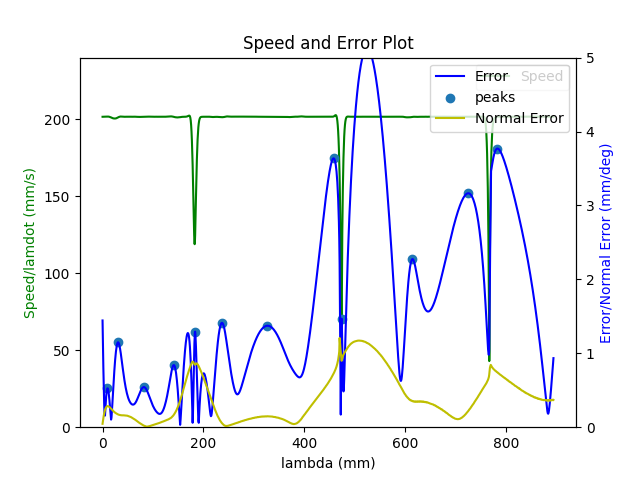 Speed and Error Plot
Speed/lamdot (mm/s)
200
150
100
50
0
Error
Speed
peaks
Normal Error
5
4
3
2
1
0
Error/Normal Error (mm/deg)
0
200
400
600
800
lambda (mm)